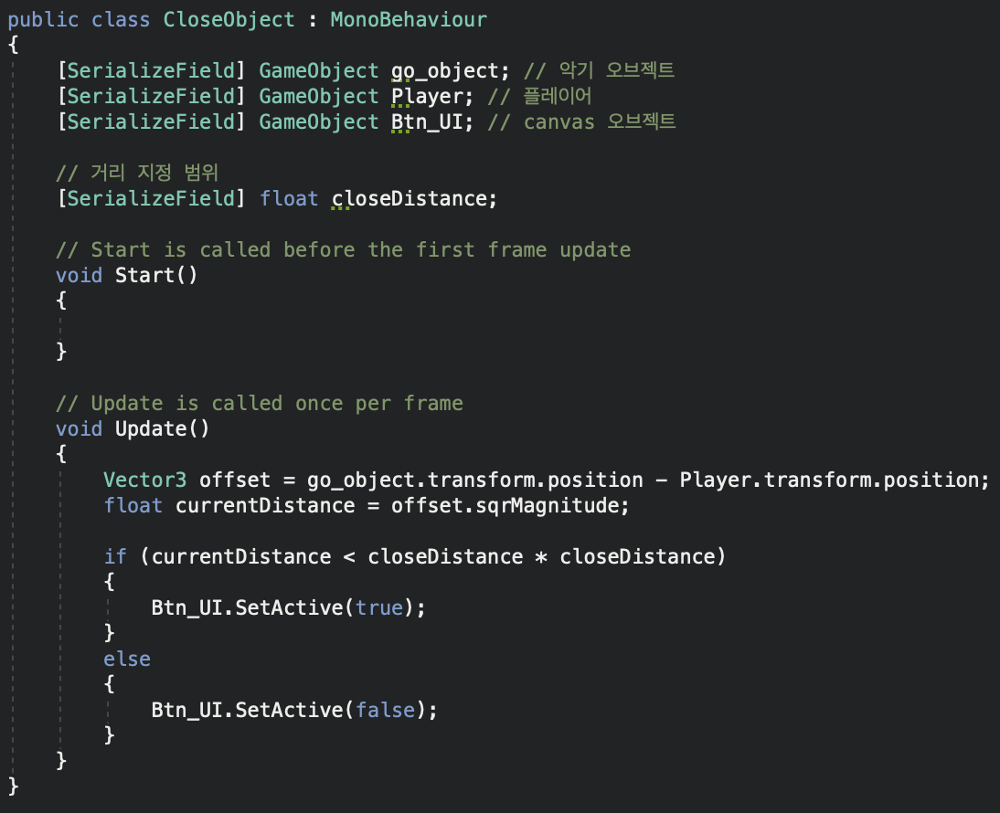 public class CloseObject : MonoBehaviour
{
    [SerializeField] GameObject go_object; // 악기 오브젝트
    [SerializeField] GameObject Player; // 플레이어
    [SerializeField] GameObject Btn_UI; // canvas 오브젝트

    // 거리 지정 범위
    [SerializeField] float closeDistance;

    // Start is called before the first frame update
    void Start()
    {

    }

    // Update is called once per frame
    void Update()
    {
        Vector3 offset = go_object.transform.position - Player.transform.position;
        float currentDistance = offset.sqrMagnitude;

        if (currentDistance < closeDistance * closeDistance)
        {
            Btn_UI.SetActive(true);
        }
        else
        {
            Btn_UI.SetActive(false);
        }
    }
}